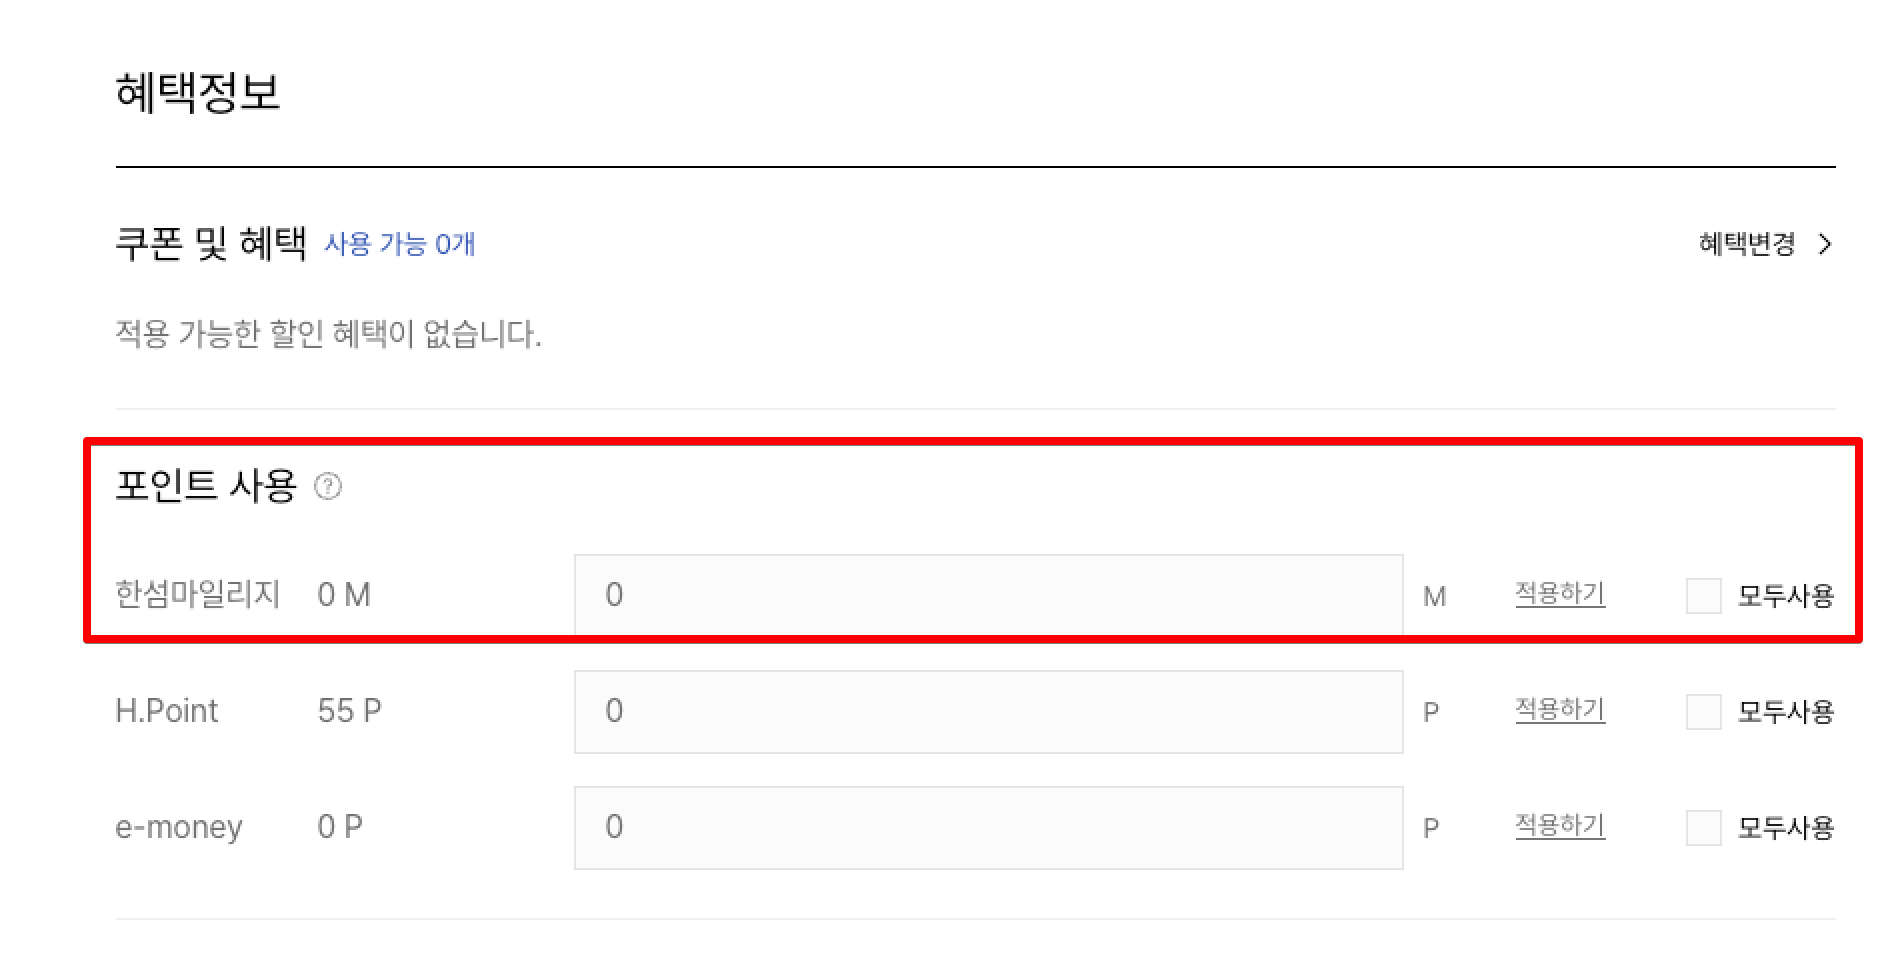 혜택정보
쿠폰 및 혜택 사용 가능 0개 혜택변경
적용 가능한 할인 혜택이 없습니다.
포인트 사용 ?
한섬마일리지 0 M 0 M 적용하기 모두사용
H.Point 55 P 0 P 적용하기 모두사용
e-money 0 P 0 P 적용하기 모두사용